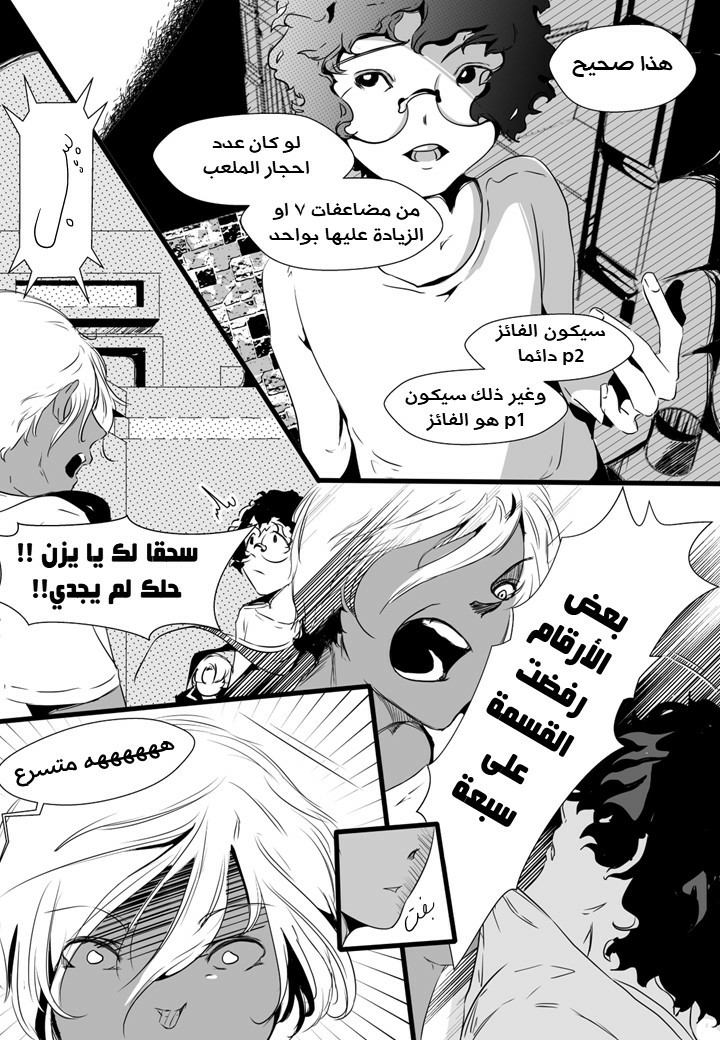 هذا صحيح
لو كان عدد
احجار الملعب
من مضاعفات ٧ او
الزيادة عليها بواحد
سيكون الفائز
p2 دائما
وغير ذلك سيكون
p1 هو الفائز
سحقا لك يا يزن !!
حلك لم يجدي!!
بعض
الأرقام
رفضت
القسمة
على
سبعة
ههههههه متسرع
بفت